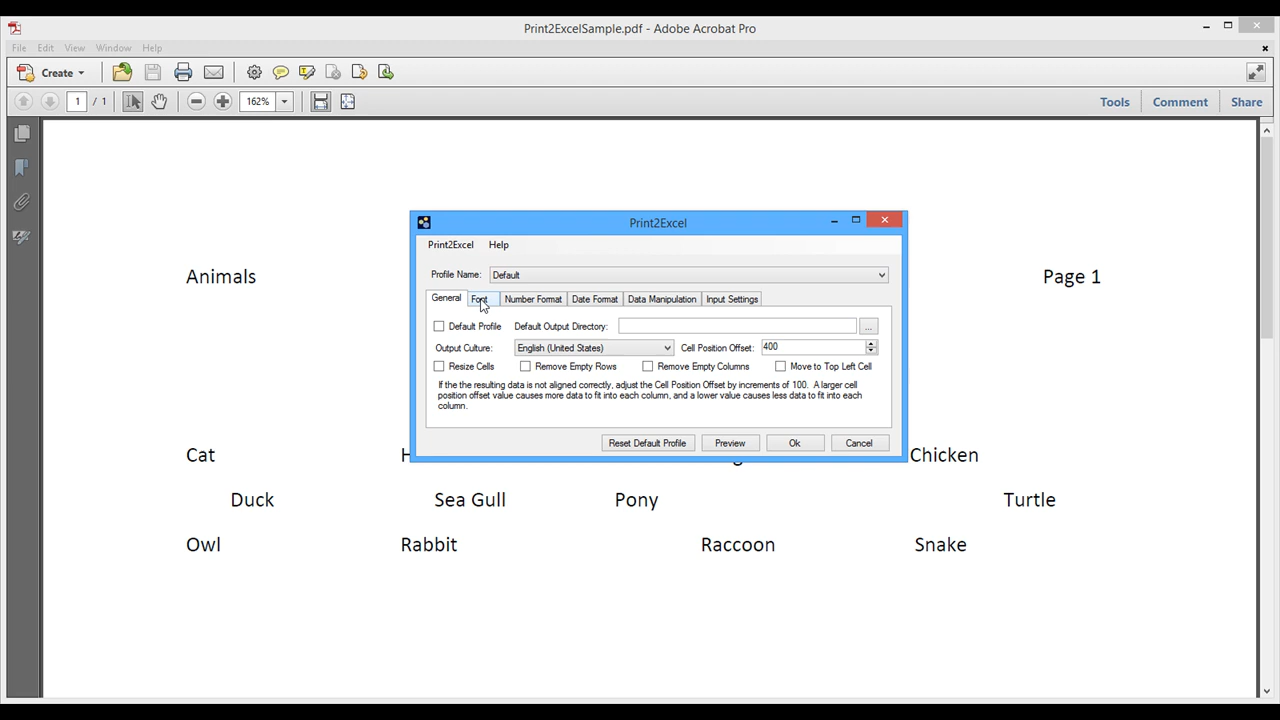 Print2ExcelSample.pdf - Adobe Acrobat Pro
File Edit View Window Help
Create
1 / 1 162% Tools Comment Share
Print2Excel
Print2Excel Help
Profile Name: Default
General Font Number Format Date Format Data Manipulation Input Settings
Default Profile Default Output Directory: ...
Output Culture: English (United States) Cell Position Offset: 400
Resize Cells Remove Empty Rows Remove Empty Columns Move to Top Left Cell
If the the resulting data is not aligned correctly, adjust the Cell Position Offset by increments of 100. A larger cell
position offset value causes more data to fit into each column, and a lower value causes less data to fit into each
column.
Reset Default Profile Preview Ok Cancel
Animals Page 1
Cat Chicken
Duck Sea Gull Pony Turtle
Owl Rabbit Raccoon Snake